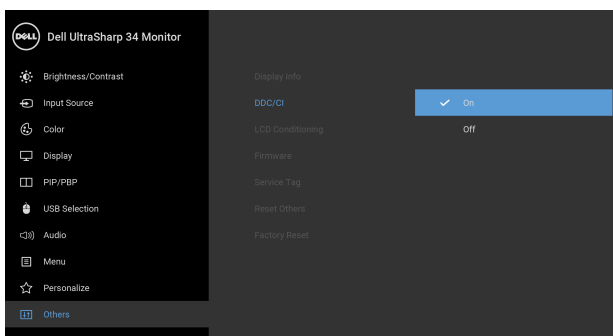 DELL Dell UltraSharp 34 Monitor
Brightness/Contrast
Display Info
Input Source
DDC/CI
On
Color
LCD Conditioning
Off
Display
Firmware
PIP/PBP
Service Tag
USB Selection
Reset Others
Audio
Factory Reset
Menu
Personalize
Others